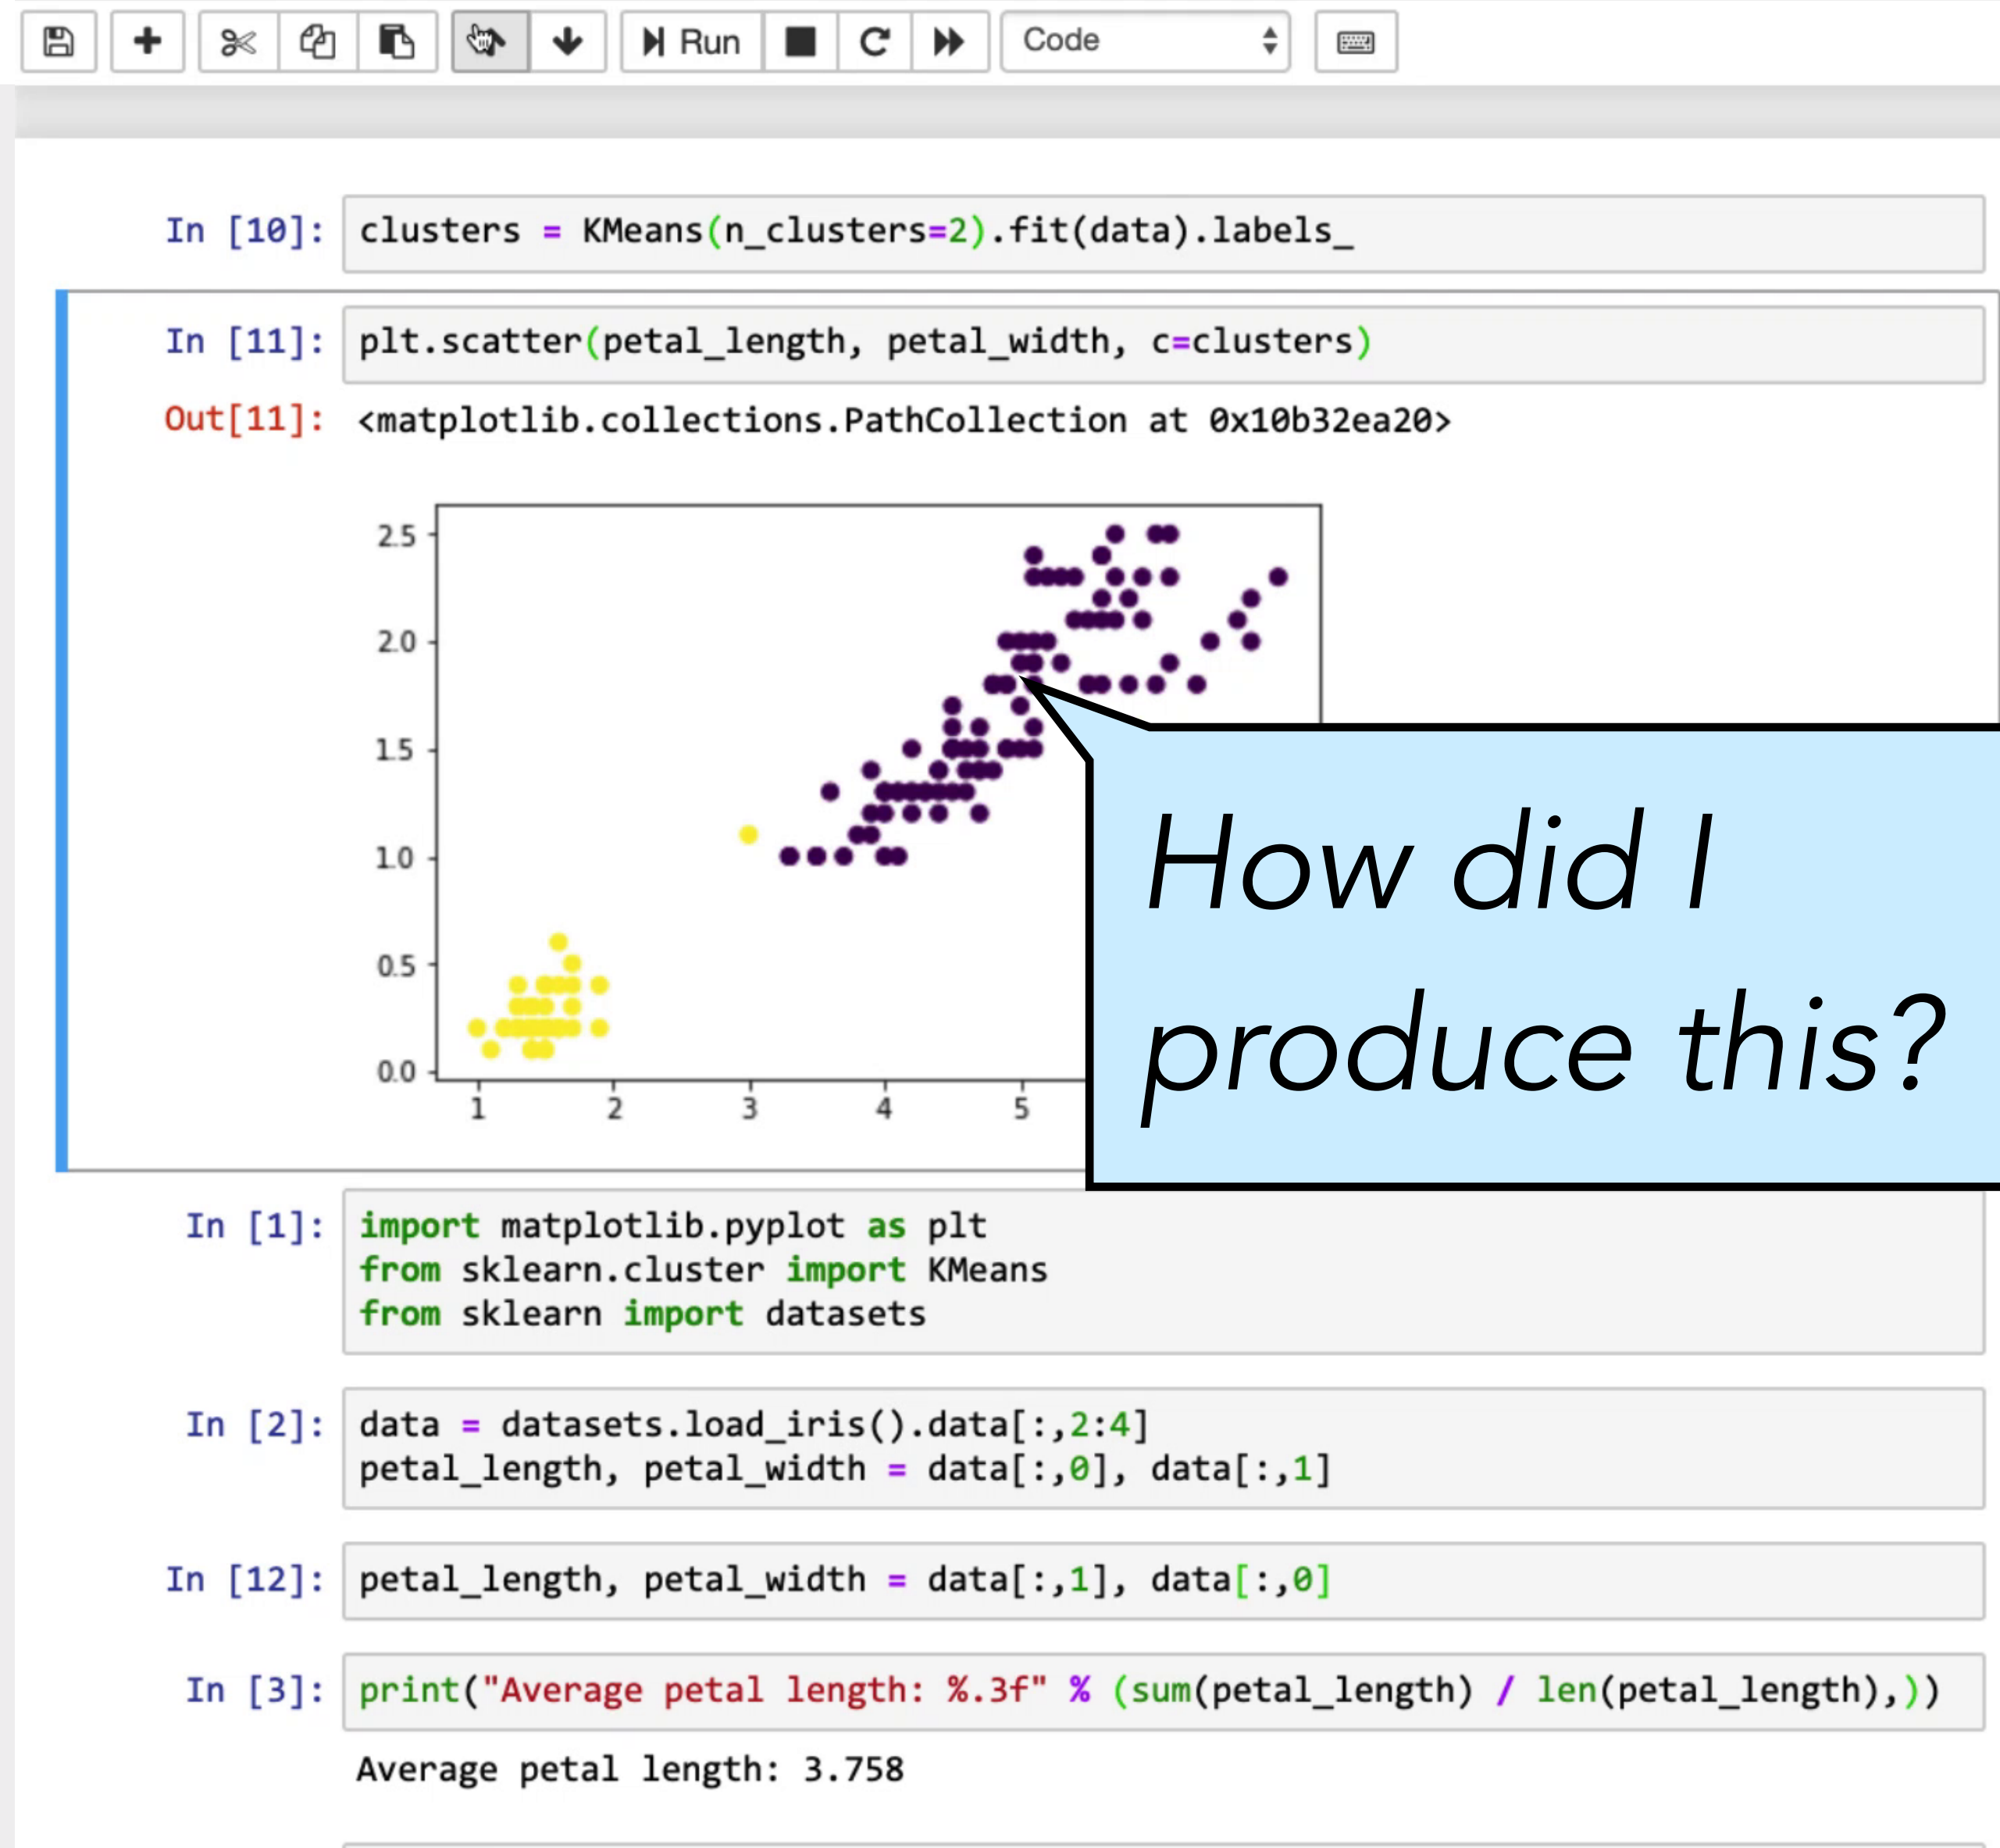 Run
Code
In [10]: clusters = KMeans(n_clusters=2).fit(data).labels_
In [11]: plt.scatter(petal_length, petal_width, c=clusters)
Out[11]: <matplotlib.collections.PathCollection at 0x10b32ea20>
2.5
2.0
1.5
1.0
0.5
0.0
1 2 3 4 5
How did I
produce this?
In [1]: import matplotlib.pyplot as plt
from sklearn.cluster import KMeans
from sklearn import datasets
In [2]: data = datasets.load_iris().data[:,2:4]
petal_length, petal_width = data[:,0], data[:,1]
In [12]: petal_length, petal_width = data[:,1], data[:,0]
In [3]: print("Average petal length: %.3f" % (sum(petal_length) / len(petal_length),))
Average petal length: 3.758